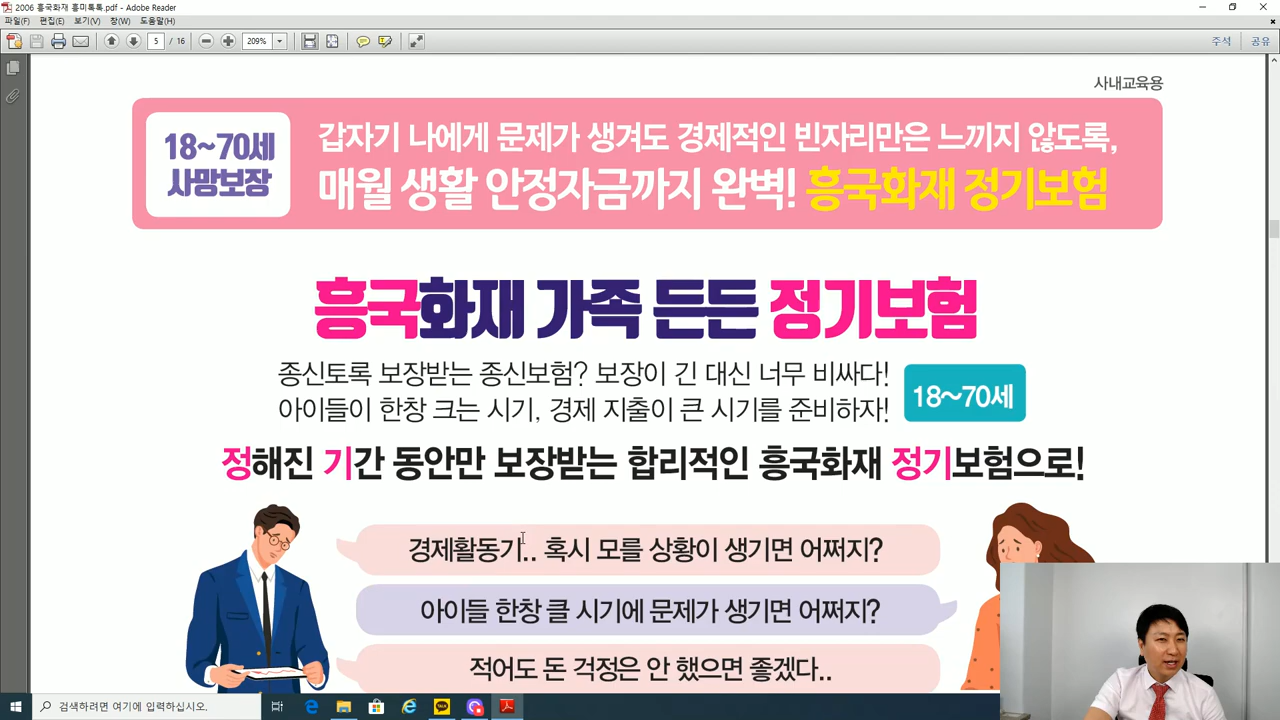 2006 흥국화재 흥미톡톡.pdf - Adobe Reader
파일(F) 편집(E) 보기(V) 창(W) 도움말(H)
5 / 16 209% 주석 공유
사내교육용
18~70세
사망보장
갑자기 나에게 문제가 생겨도 경제적인 빈자리만은 느끼지 않도록,
매월 생활 안정자금까지 완벽! 흥국화재 정기보험
흥국화재 가족 든든 정기보험
종신토록 보장받는 종신보험? 보장이 긴 대신 너무 비싸다!
아이들이 한창 크는 시기, 경제 지출이 큰 시기를 준비하자!
18~70세
정해진 기간 동안만 보장받는 합리적인 흥국화재 정기보험으로!
경제활동기.. 혹시 모를 상황이 생기면 어쩌지?
아이들 한창 클 시기에 문제가 생기면 어쩌지?
적어도 돈 걱정은 안 했으면 좋겠다..
검색하려면 여기에 입력하십시오.